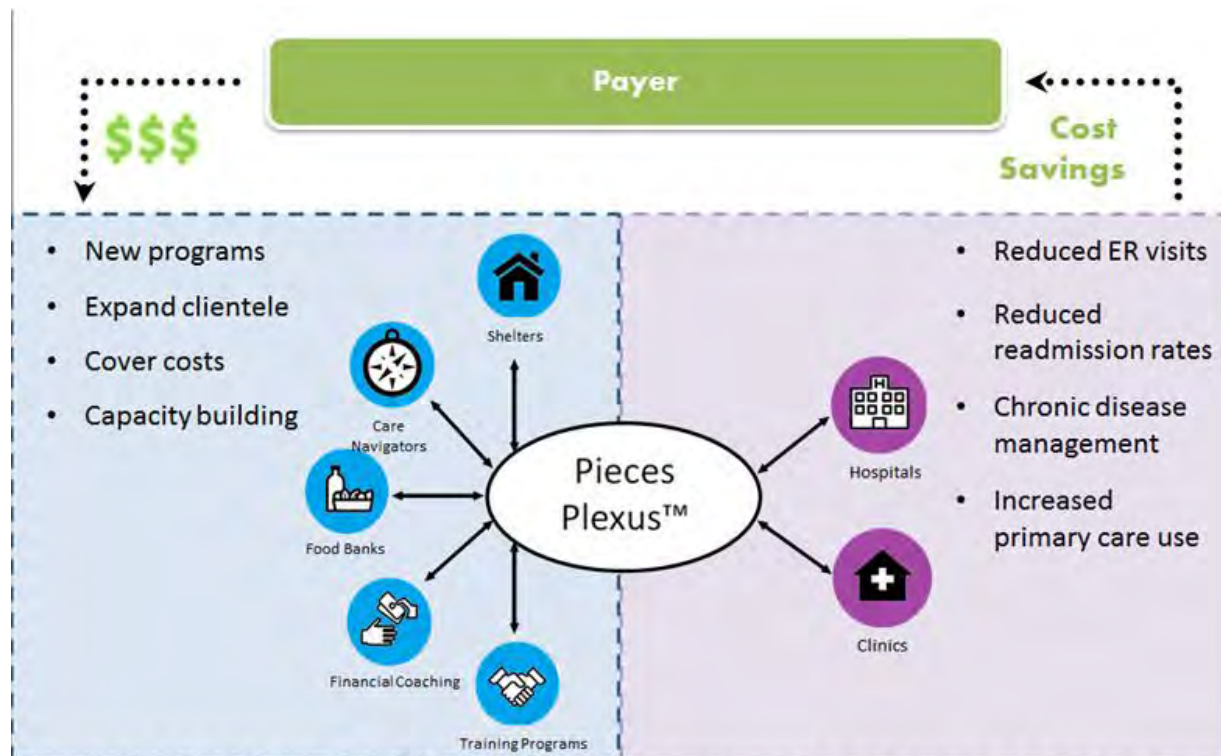 Payer
$$$
Cost
Savings
• New programs
• Expand clientele
• Cover costs
• Capacity building
Shelters
Care
Navigators
Food Banks
Financial Coaching
Training Programs
Pieces
Plexus™
H
Hospitals
Clinics
• Reduced ER visits
• Reduced
readmission rates
• Chronic disease
management
• Increased
primary care use